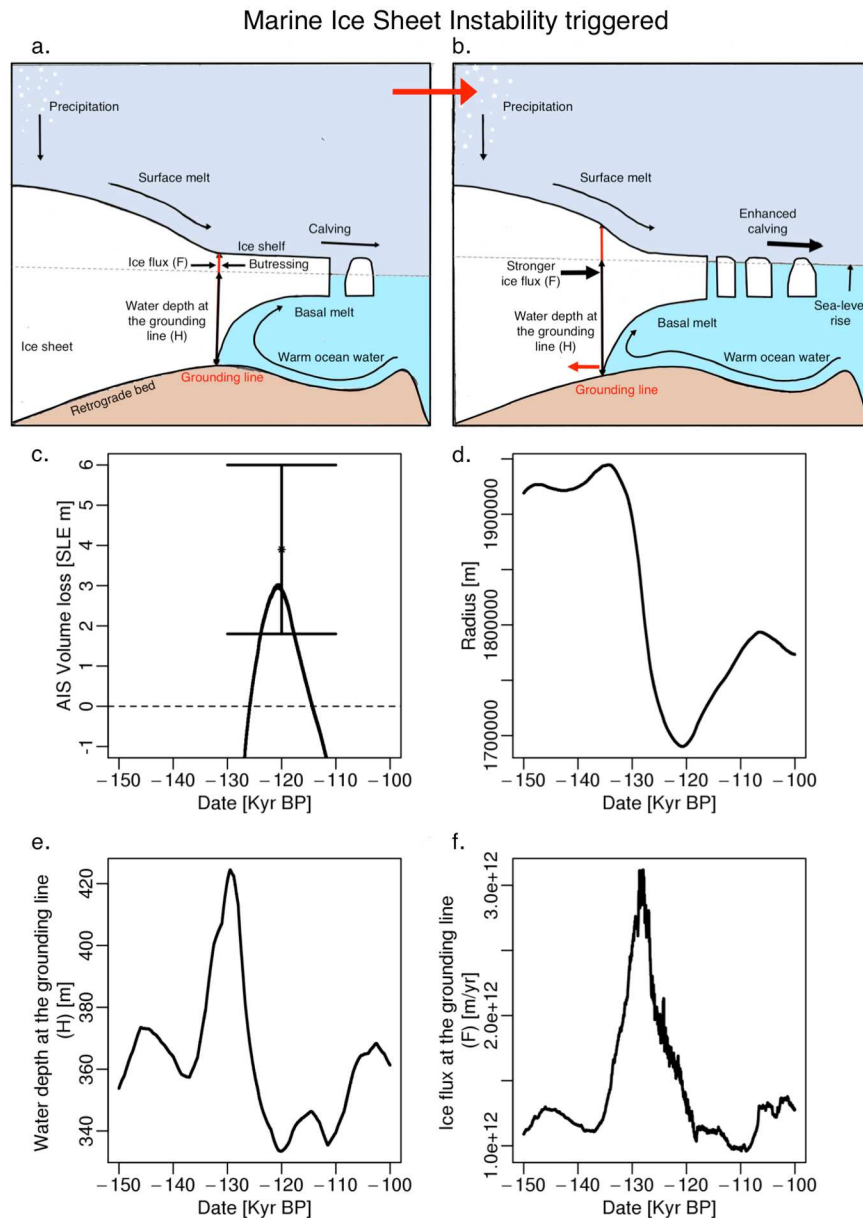 Marine Ice Sheet Instability triggered
a.
b.
Precipitation
Surface melt
Calving
Ice shelf
Ice flux (F)
Butressing
Water depth at
the grounding
line (H)
Basal melt
Ice sheet
Warm ocean water
Grounding line
Retrograde bed
Precipitation
Surface melt
Enhanced
calving
Stronger
ice flux (F)
Water depth at
the grounding
line (H)
Basal melt
Sea-level
rise
Warm ocean water
Grounding line
c.
AIS Volume loss [SLE m]
6
5
4
3
2
1
0
-1
*
−150 −140 −130 −120 −110 −100
Date [Kyr BP]
d.
Radius [m]
1900000
1800000
1700000
−150 −140 −130 −120 −110 −100
Date [Kyr BP]
e.
Water depth at the grounding line
(H) [m]
420
400
380
360
340
−150 −140 −130 −120 −110 −100
Date [Kyr BP]
f.
Ice flux at the grounding line
(F) [m/yr]
3.0e+12
2.0e+12
1.0e+12
−150 −140 −130 −120 −110 −100
Date [Kyr BP]